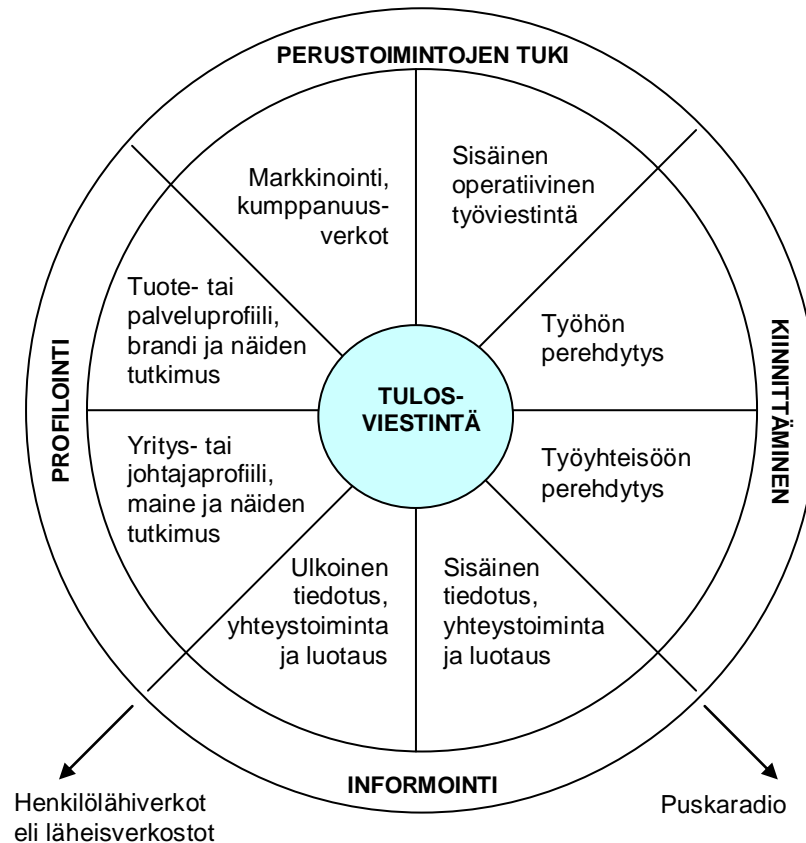 PERUSTOIMINTOJEN TUKI
Markkinointi,
kumppanuus-
verkot
Sisäinen
operatiivinen
työviestintä
Tuote- tai
palveluprofiili,
brandi ja näiden
tutkimus
Työhön
perehdytys
PROFILOINTI
TULOS-
VIESTINTÄ
KIINNITTÄMINEN
Yritys- tai
johtajaprofiili,
maine ja näiden
tutkimus
Työyhteisöön
perehdytys
Ulkoinen
tiedotus,
yhteystoiminta
ja luotaus
Sisäinen
tiedotus,
yhteystoiminta
ja luotaus
INFORMOINTI
Henkilölähiverkot
eli läheisverkostot
Puskaradio